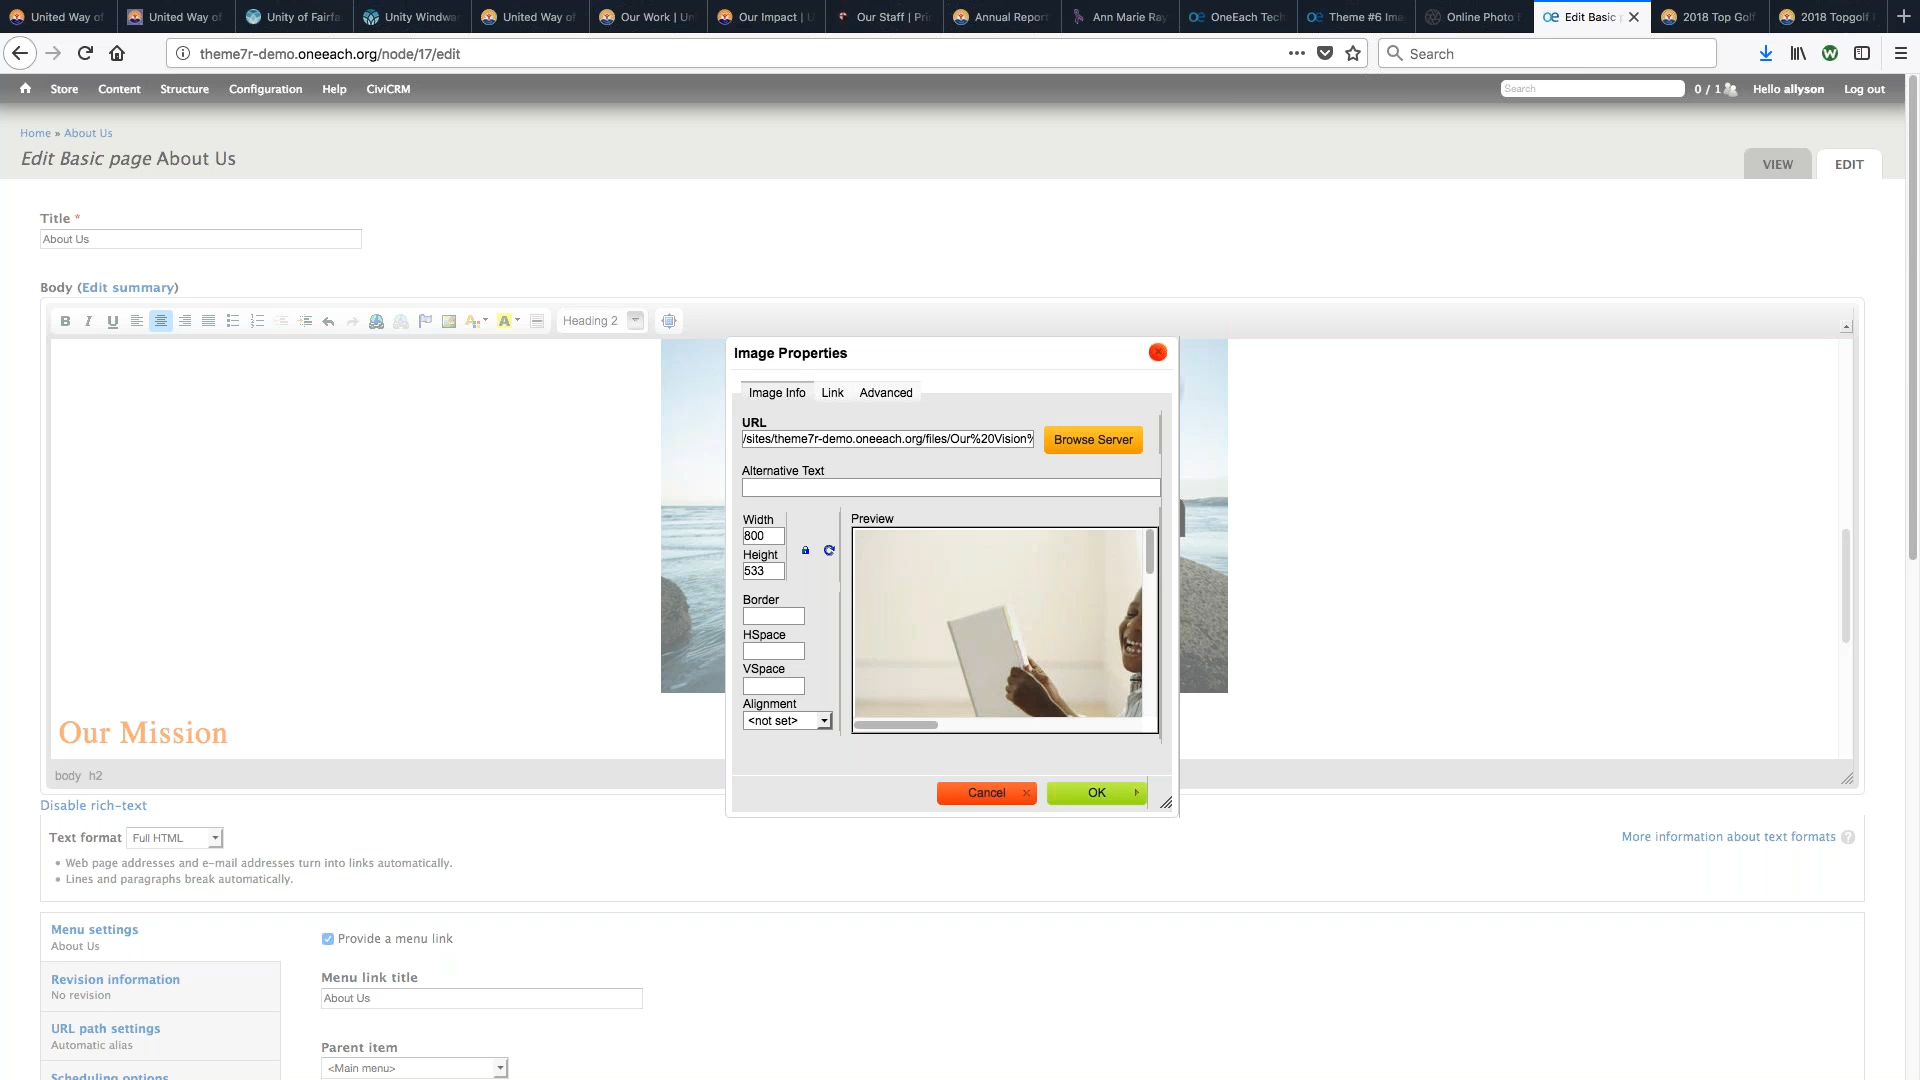 United Way of
United Way of
Unity of Fairfa
Unity Windwa
United Way of
Our Work | Un
Our Impact | U
Our Staff | Pri
Annual Report
Ann Marie Ray
OneEach Tech
Theme #6 Ima
Online Photo E
Edit Basic
2018 Top Golf
2018 Topgolf
theme7r-demo.oneeach.org/node/17/edit
Search
Store Content Structure Configuration Help CiviCRM
Search
0 / 1
Hello allyson
Log out
Home » About Us
Edit Basic page About Us
VIEW
EDIT
Title *
About Us
Body (Edit summary)
B I U
Heading 2
Image Properties
Image Info Link Advanced
URL
/sites/theme7r-demo.oneeach.org/files/Our%20Vision%
Browse Server
Alternative Text
Width
800
Height
533
Preview
Border
HSpace
VSpace
Alignment
<not set>
Cancel
OK
Our Mission
body h2
Disable rich-text
Text format Full HTML
More information about text formats ?
• Web page addresses and e-mail addresses turn into links automatically.
• Lines and paragraphs break automatically.
Menu settings
About Us
Revision information
No revision
URL path settings
Automatic alias
Scheduling options
Provide a menu link
Menu link title
About Us
Parent item
<Main menu>